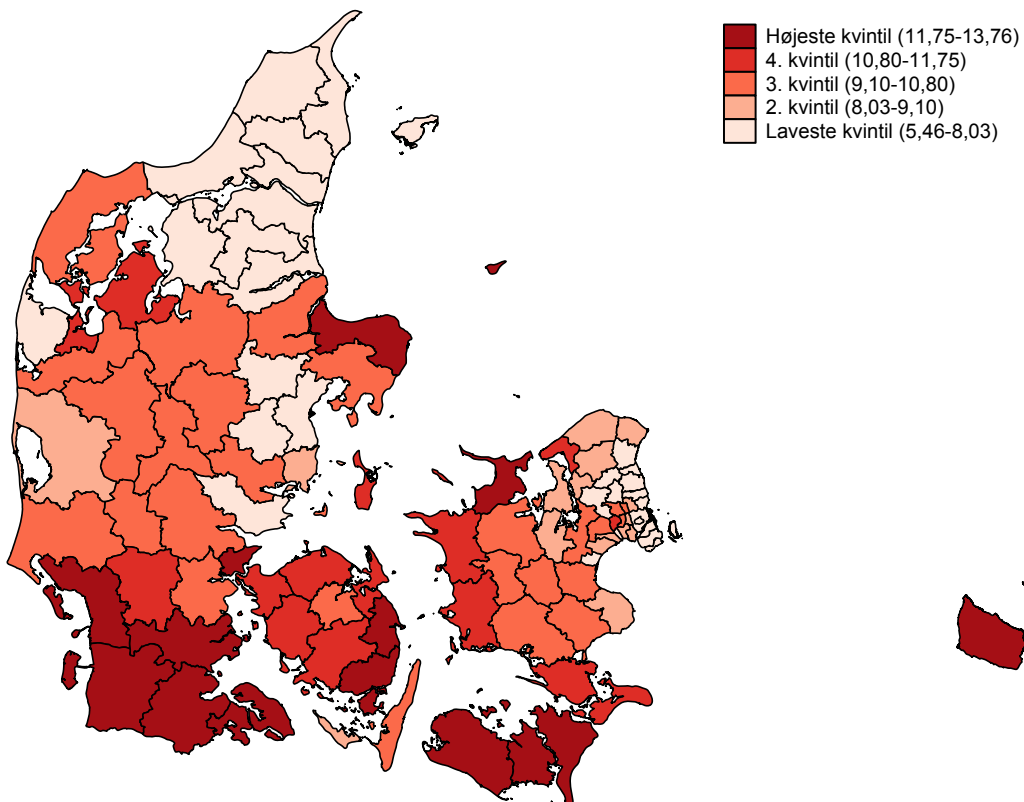 Højeste kvintil (11,75-13,76)
4. kvintil (10,80-11,75)
3. kvintil (9,10-10,80)
2. kvintil (8,03-9,10)
Laveste kvintil (5,46-8,03)